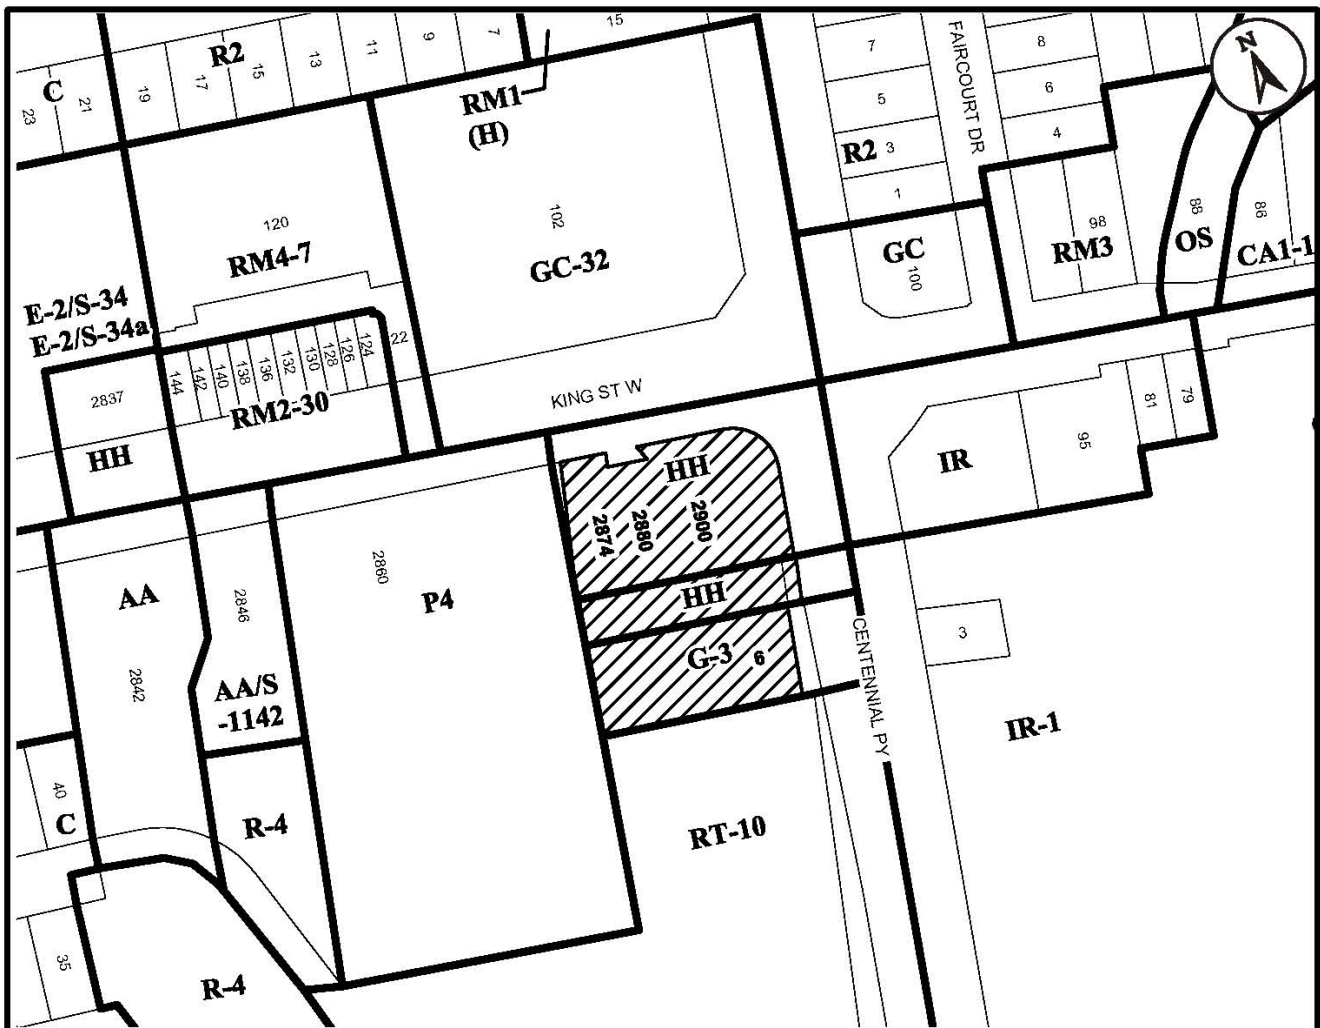 15
R2
7
9
11
13
15
17
19
21
23
C
RM1
(H)
FAIRCOURT DR
7
5
3
1
R2
8
6
4
N
120
RM4-7
102
GC-32
GC
100
98
RM3
88
OS
86
CA1-1
E-2/S-34
E-2/S-34a
2837
HH
144
142
140
138
136
132
130
128
126
124
22
RM2-30
KING ST W
HH
2874
2880
2900
HH
G-3
6
IR
95
81
79
AA
2842
2846
AA/S
-1142
2860
P4
CENTENNIAL PY
3
IR-1
RT-10
40
C
R-4
35
R-4